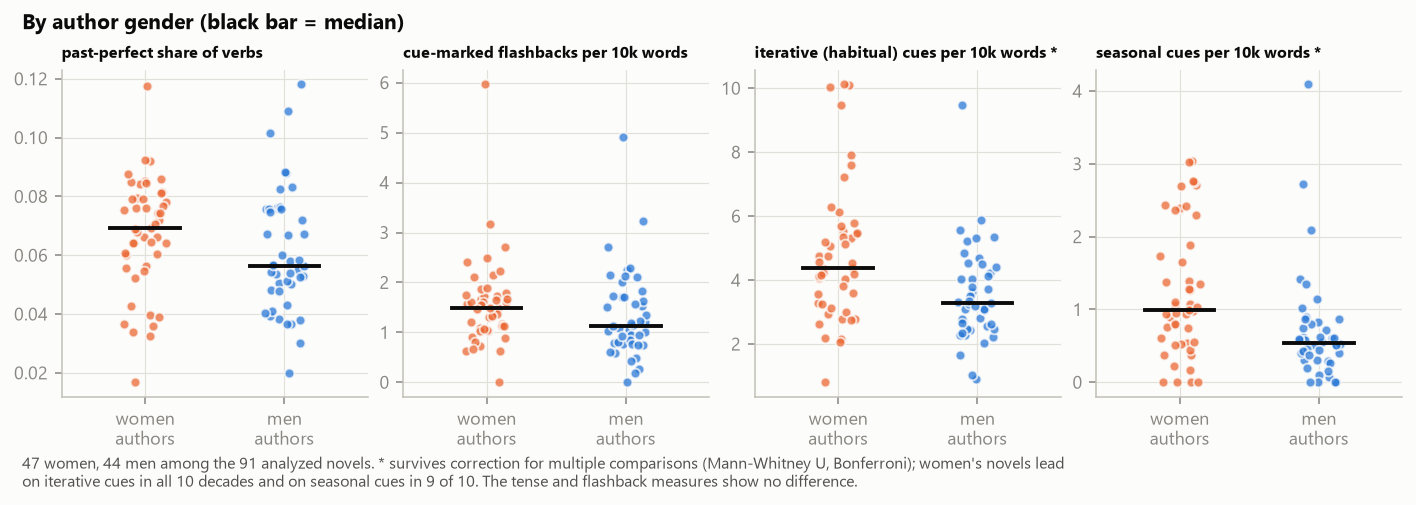 By author gender (black bar = median)
past-perfect share of verbs
0.12
0.10
0.08
0.06
0.04
0.02
women
authors
men
authors
cue-marked flashbacks per 10k words
6
5
4
3
2
1
0
women
authors
men
authors
iterative (habitual) cues per 10k words *
10
8
6
4
2
women
authors
men
authors
seasonal cues per 10k words *
4
3
2
1
0
women
authors
men
authors
47 women, 44 men among the 91 analyzed novels. * survives correction for multiple comparisons (Mann-Whitney U, Bonferroni); women's novels lead
on iterative cues in all 10 decades and on seasonal cues in 9 of 10. The tense and flashback measures show no difference.